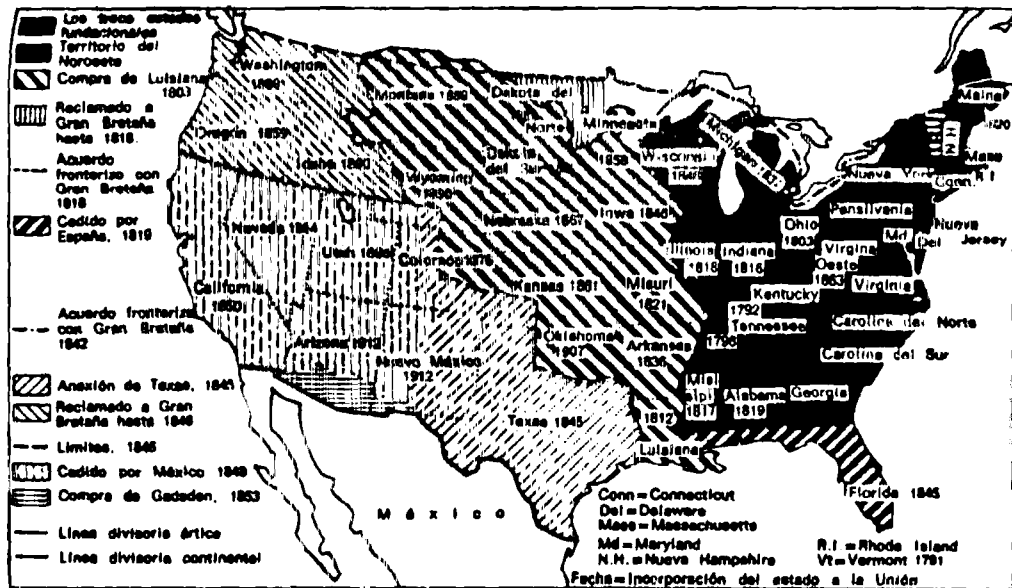 Los trece estados
fundacionales
Territorio del
Noroeste
Compra de Luisiana
1803
Reclamado a
Gran Bretaña
hasta 1818.
Acuerdo
fronterizo con
Gran Bretaña
1818
Cedido por
España, 1819
Acuerdo fronterizo
con Gran Bretaña
1842
Anexión de Texas, 1845
Reclamado a Gran
Bretaña hasta 1846
Límites, 1846
Cedido por México 1848
Compra de Gadsden, 1853
Línea divisoria ártica
Línea divisoria continental
Washington
1889
Oregón 1859
Idaho 1890
Montana 1889
Dakota del
Norte
Dakota
del Sur
Wyoming
1890
Nebraska 1867
Nevada 1864
Utah 1896
Colorado 1876
Kansas 1861
California
1850
Arizona 1912
Nuevo México
1912
Oklahoma
1907
Texas 1845
Minnesota
1858
Iowa 1846
Misuri
1821
Arkansas
1836
1812
Luisiana
Wisconsi
1848
Michigan 1837
Illinois
1818
Indiana
1816
Ohio
1803
Kentucky
1792
Tennessee
1796
Misi
sipi
1817
Alabama
1819
Georgia
Florida 1845
Carolina del Sur
Carolina del Norte
Virginia
Virgina
Oeste
1863
Pensilvania
Md
Del
Nueva
Jersey
Nueva York
Conn.
R.I
Mass
N.H.
Maine
México
Conn=Connecticut
Del=Delaware
Mass=Massachusetts
Md=Maryland
N.H.=Nueva Hampshire
R.I.=Rhode Island
Vt=Vermont 1791
Fecha=Incorporación del estado a la Unión